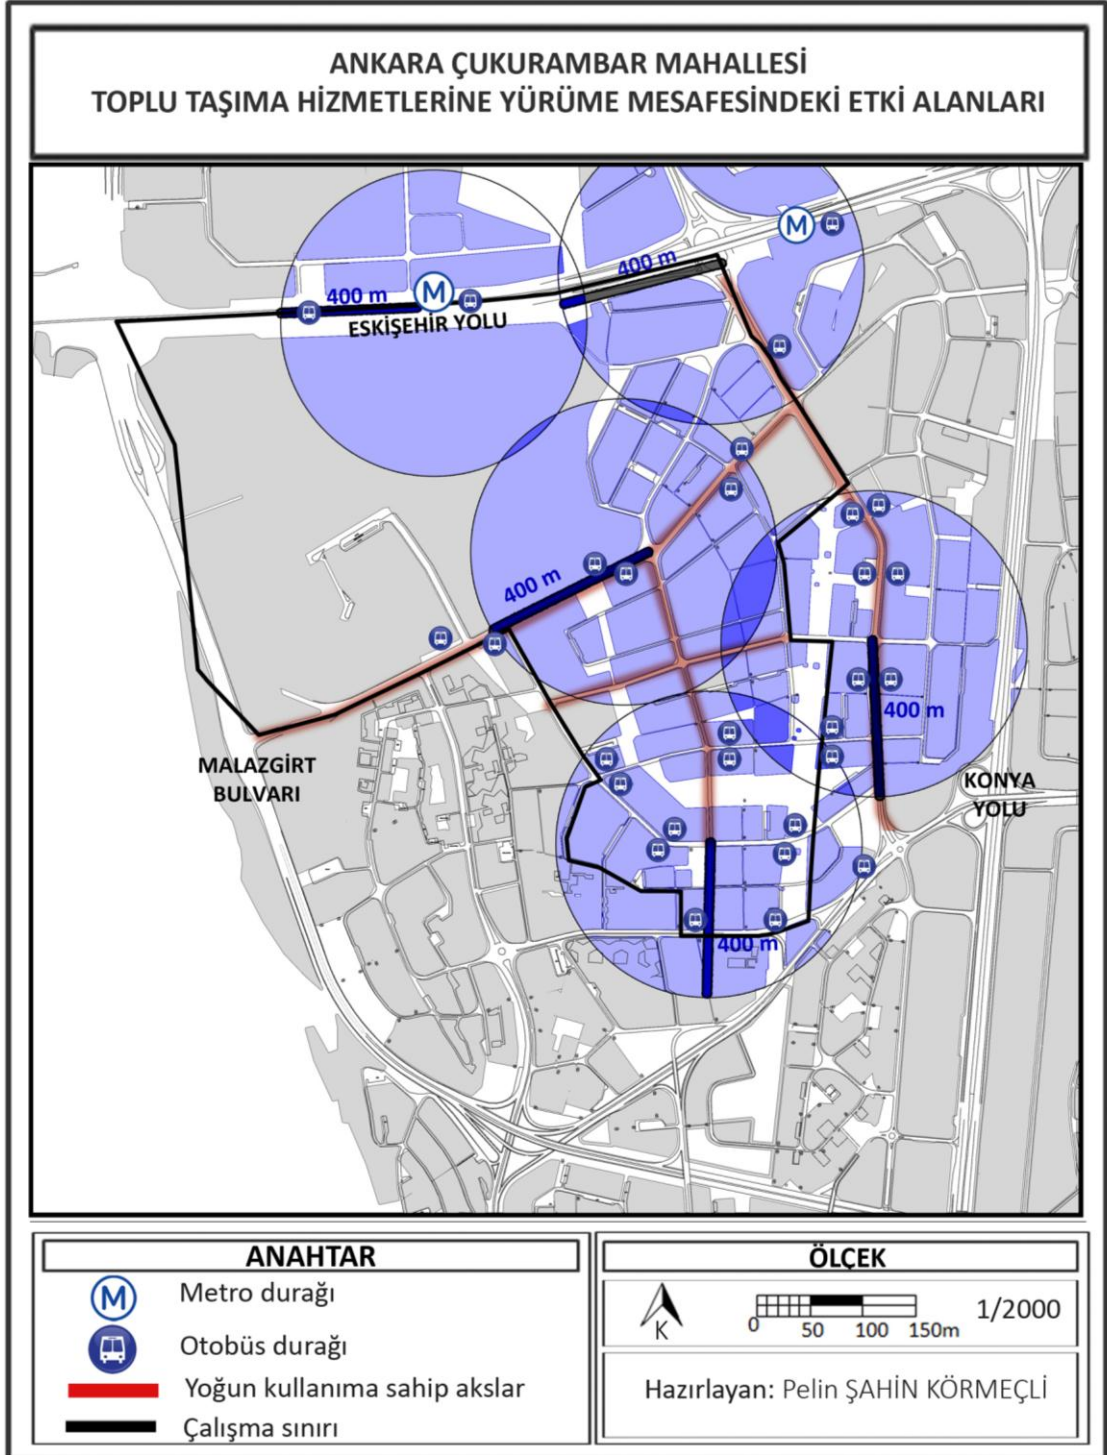 ANKARA ÇUKURAMBAR MAHALLESİ
TOPLU TAŞIMA HİZMETLERİNE YÜRÜME MESAFESİNDEKİ ETKİ ALANLARI
M
400 m
400 m
M
ESKİŞEHİR YOLU
400 m
400 m
MALAZGİRT
BULVARI
KONYA
YOLU
400 m
ANAHTAR
M
Metro durağı
Otobüs durağı
Yoğun kullanıma sahip akslar
Çalışma sınırı
ÖLÇEK
K
0 50 100 150m
1/2000
Hazırlayan: Pelin ŞAHİN KÖRMEÇLİ